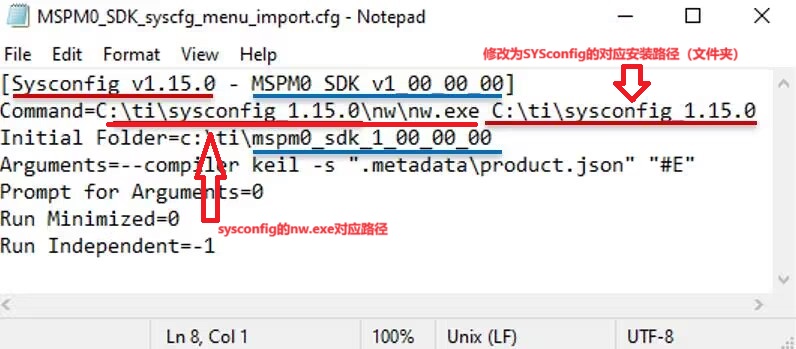 MSPM0_SDK_syscfg_menu_import.cfg - Notepad
File Edit Format View Help
修改为SYSconfig的对应安装路径（文件夹）
[Sysconfig v1.15.0 - MSPM0 SDK v1_00_00_00]
Command=C:\ti\sysconfig_1.15.0\nw\nw.exe C:\ti\sysconfig_1.15.0
Initial Folder=c:\ti\mspm0_sdk_1_00_00_00
Arguments=--compiler keil -s ".metadata\product.json" "#E"
Prompt for Arguments=0
Run Minimized=0
sysconfig的nw.exe对应路径
Run Independent=-1
Ln 8, Col 1 100% Unix (LF) UTF-8